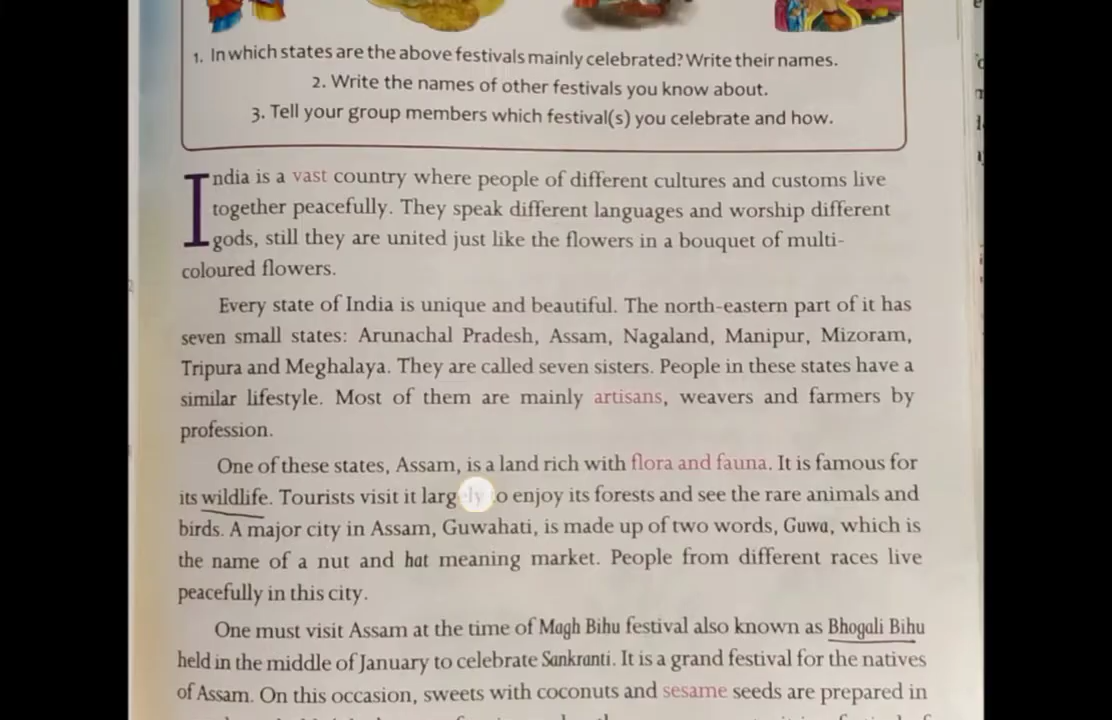 1. In which states are the above festivals mainly celebrated? Write their names.
2. Write the names of other festivals you know about.
3. Tell your group members which festival(s) you celebrate and how.
India is a vast country where people of different cultures and customs live
together peacefully. They speak different languages and worship different
gods, still they are united just like the flowers in a bouquet of multi-
coloured flowers.
Every state of India is unique and beautiful. The north-eastern part of it has
seven small states: Arunachal Pradesh, Assam, Nagaland, Manipur, Mizoram,
Tripura and Meghalaya. They are called seven sisters. People in these states have a
similar lifestyle. Most of them are mainly artisans, weavers and farmers by
profession.
One of these states, Assam, is a land rich with flora and fauna. It is famous for
its wildlife. Tourists visit it largely to enjoy its forests and see the rare animals and
birds. A major city in Assam, Guwahati, is made up of two words, Guwa, which is
the name of a nut and hat meaning market. People from different races live
peacefully in this city.
One must visit Assam at the time of Magh Bihu festival also known as Bhogali Bihu
held in the middle of January to celebrate Sankranti. It is a grand festival for the natives
of Assam. On this occasion, sweets with coconuts and sesame seeds are prepared in